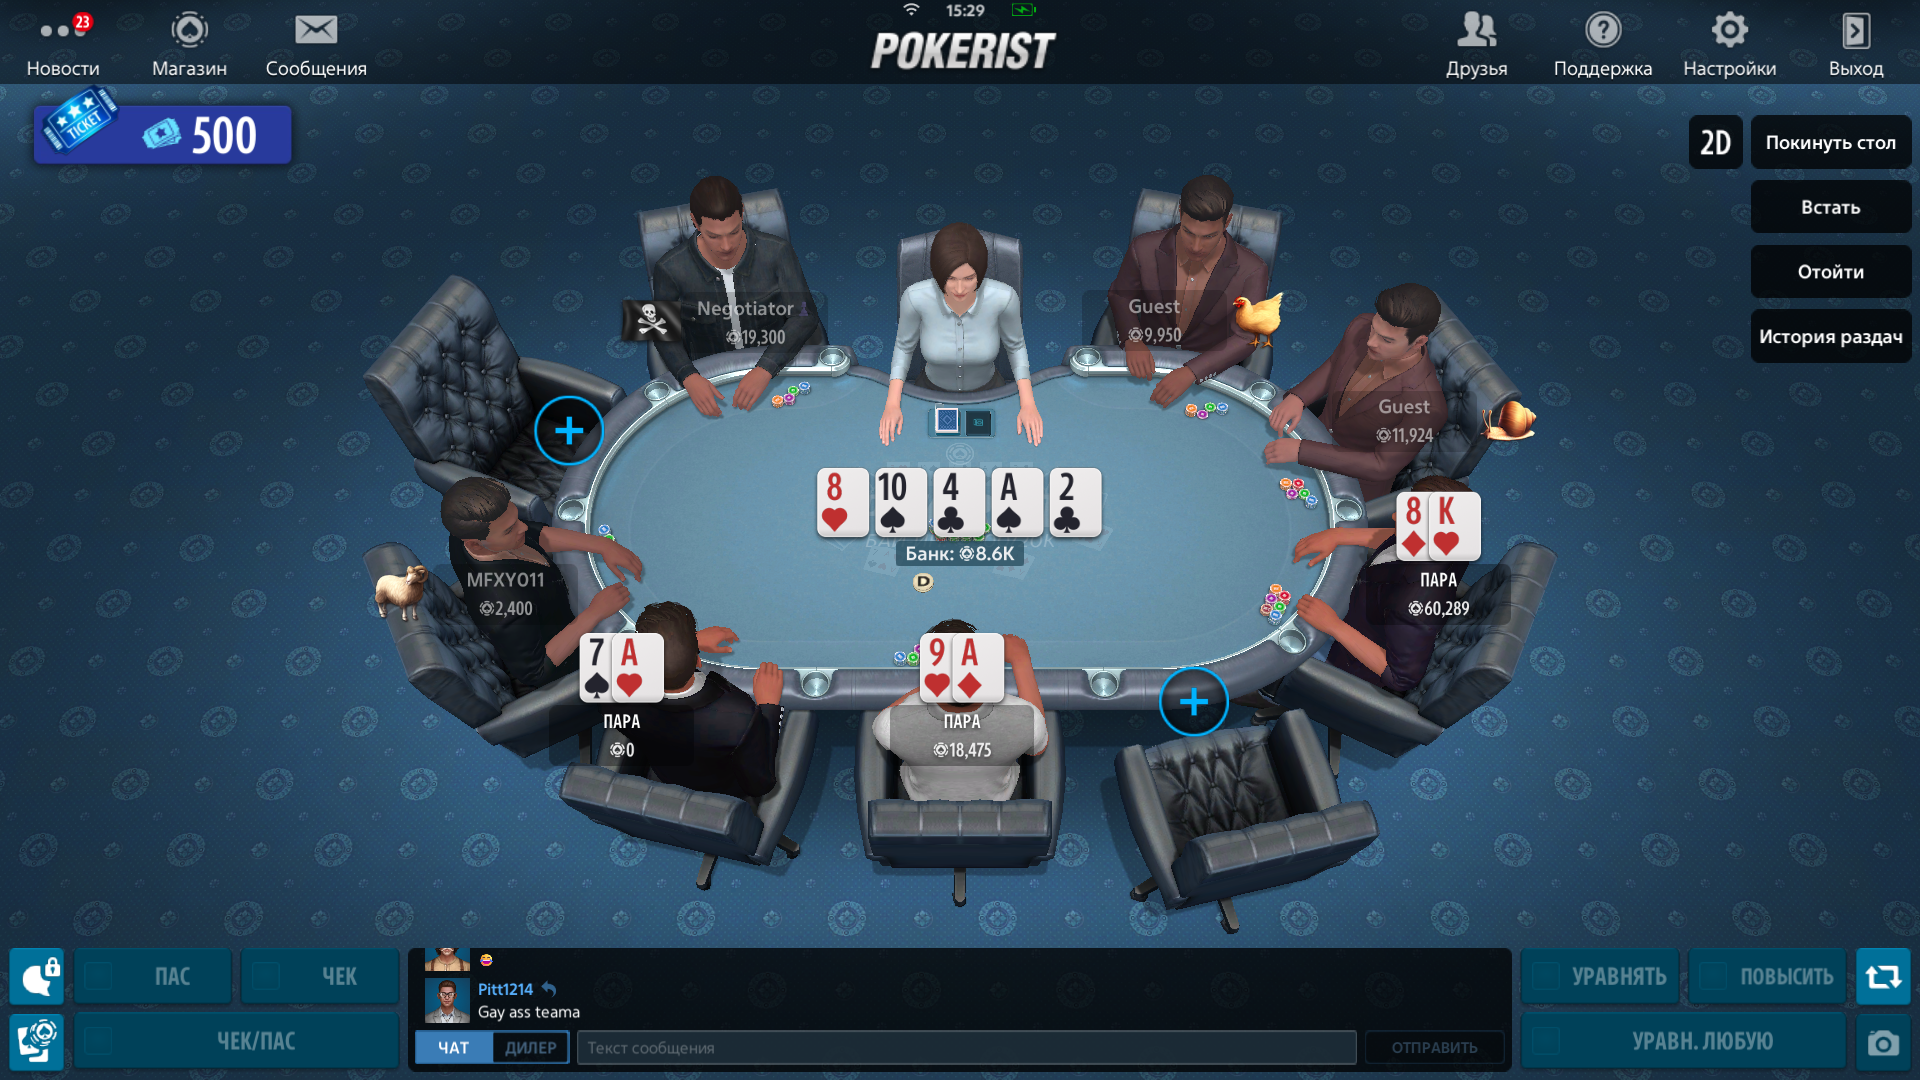 15:29
POKERIST
23
Новости
Магазин
Сообщения
Друзья
Поддержка
Настройки
Выход
TICKET
500
2D
Покинуть стол
Встать
Отойти
История раздач
Negotiator
19,300
Guest
9,950
Guest
11,924
8 10 4 A 2
Банк: 8.6K
D
8 K
ПАРА
60,289
MFXYO11
2,400
7 A
ПАРА
0
9 A
ПАРА
18,475
ПАС
ЧЕК
ЧЕК/ПАС
Pitt1214
Gay ass teama
ЧАТ
ДИЛЕР
Текст сообщения
ОТПРАВИТЬ
УРАВНЯТЬ
ПОВЫСИТЬ
УРАВН. ЛЮБУЮ